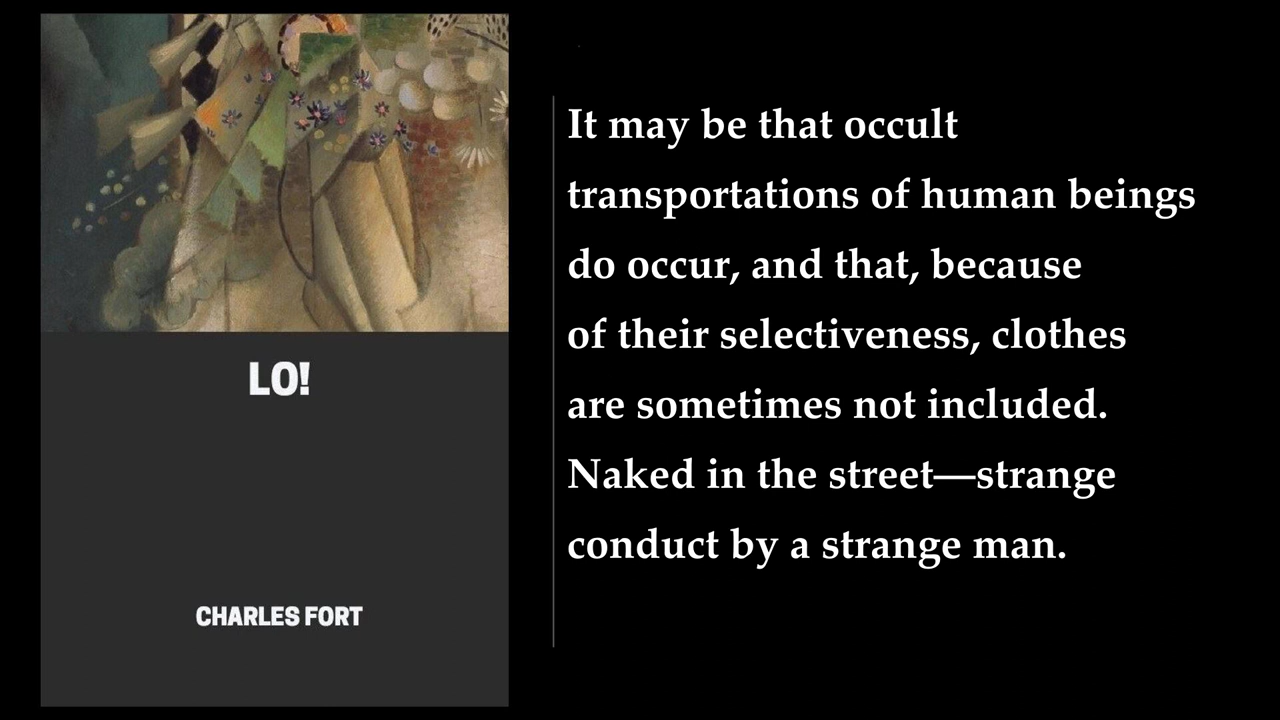 LO!
CHARLES FORT
It may be that occult
transportations of human beings
do occur, and that, because
of their selectiveness, clothes
are sometimes not included.
Naked in the street—strange
conduct by a strange man.